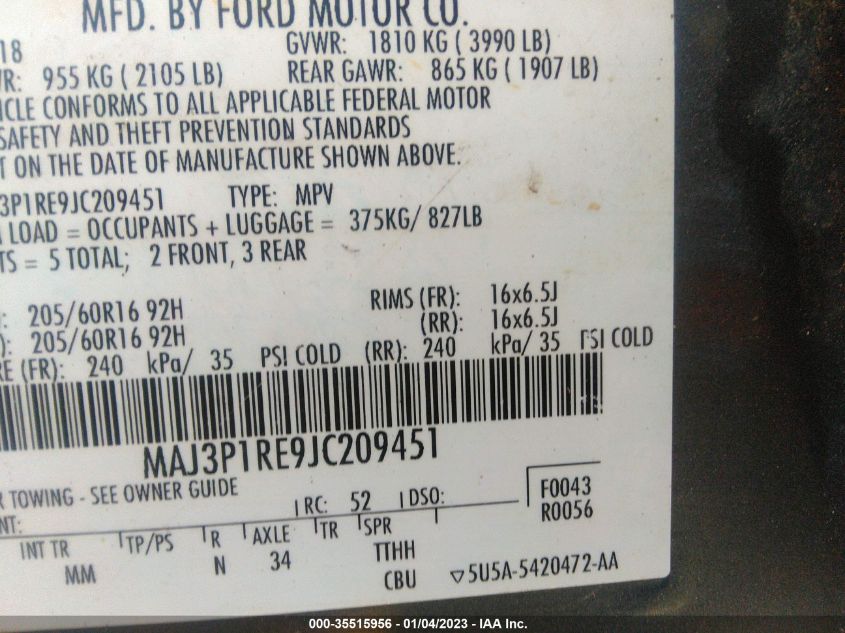 MFD. BY FORD MOTOR CO.
18 GVWR: 1810 KG ( 3990 LB)
WR: 955 KG ( 2105 LB) REAR GAWR: 865 KG ( 1907 LB)
ICLE CONFORMS TO ALL APPLICABLE FEDERAL MOTOR
SAFETY AND THEFT PREVENTION STANDARDS
T ON THE DATE OF MANUFACTURE SHOWN ABOVE.
J3P1RE9JC209451 TYPE: MPV
LOAD = OCCUPANTS + LUGGAGE = 375KG/ 827LB
TS = 5 TOTAL; 2 FRONT, 3 REAR
: 205/60R16 92H RIMS (FR): 16x6.5J
): 205/60R16 92H (RR): 16x6.5J
RE (FR): 240 kPa/ 35 PSI COLD (RR): 240 kPa/ 35 PSI COLD
MAJ3P1RE9JC209451
R TOWING - SEE OWNER GUIDE
RC: 52 DSO: F0043
R0056
NT:
INT TR TP/PS R AXLE TR SPR
MM N 34 TTHH
CBU ▽5U5A-5420472-AA
000-35515956 - 01/04/2023 - IAA Inc.